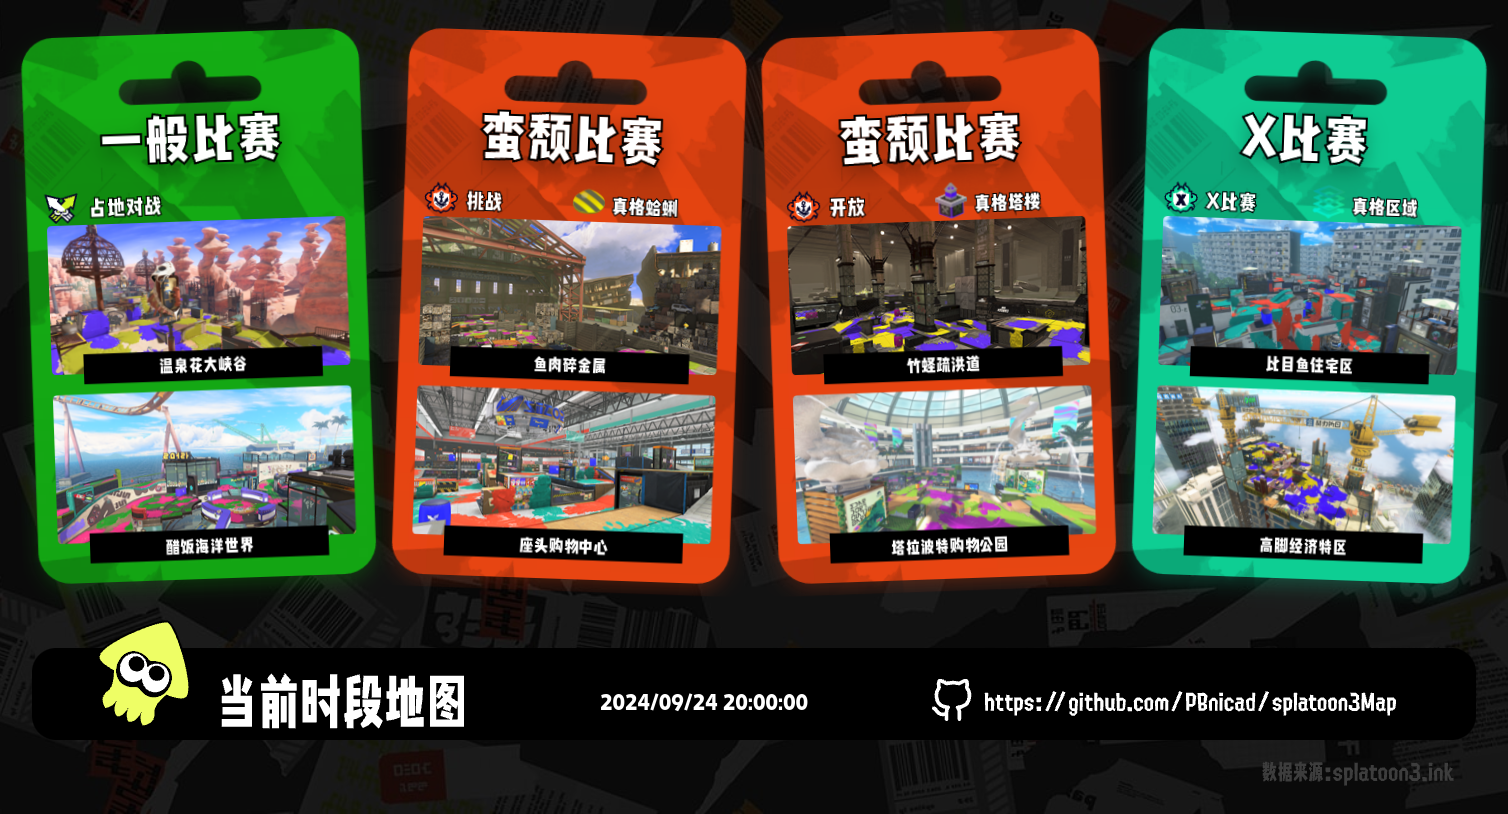 一般比赛
占地对战
温泉花大峡谷
醋饭海洋世界
蛮颓比赛
挑战
真格蛤蜊
鱼肉碎金属
座头购物中心
蛮颓比赛
开放
真格塔楼
竹蛏疏洪道
塔拉波特购物公园
X比赛
X比赛
真格区域
比目鱼住宅区
高脚经济特区
当前时段地图
2024/09/24 20:00:00
https://github.com/PBnicad/splatoon3Map
数据来源:splatoon3.ink